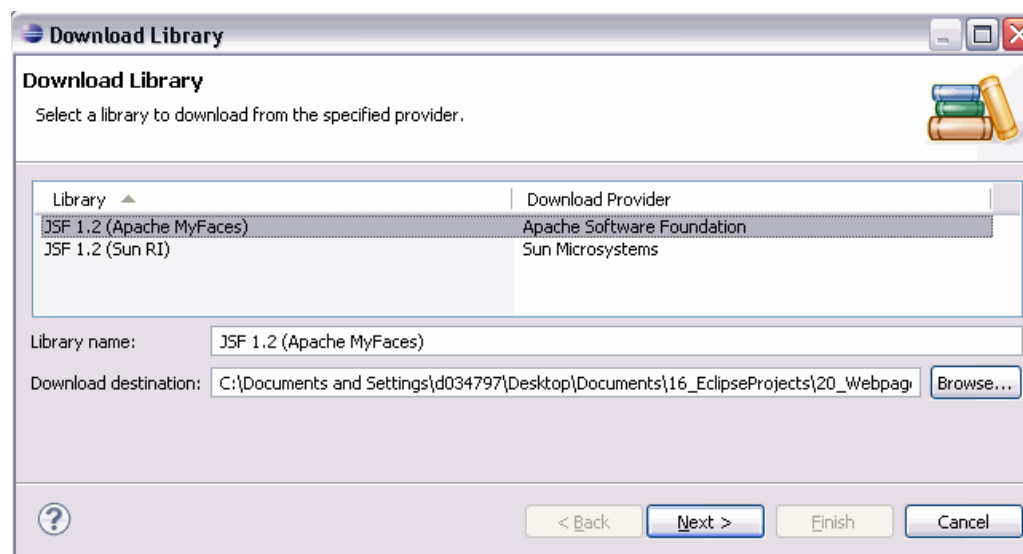 Download Library
Download Library
Select a library to download from the specified provider.
Library Download Provider
JSF 1.2 (Apache MyFaces) Apache Software Foundation
JSF 1.2 (Sun RI) Sun Microsystems
Library name: JSF 1.2 (Apache MyFaces)
Download destination: C:\Documents and Settings\d034797\Desktop\Documents\16_EclipseProjects\20_Webpag Browse...
? < Back Next > Finish Cancel